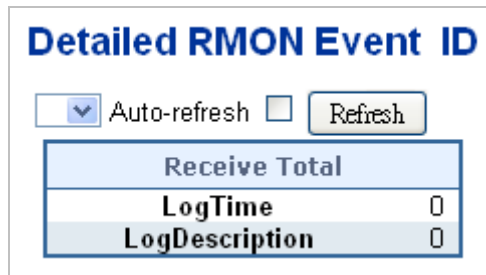 Detailed RMON Event ID
Auto-refresh Refresh
Receive Total
LogTime 0
LogDescription 0